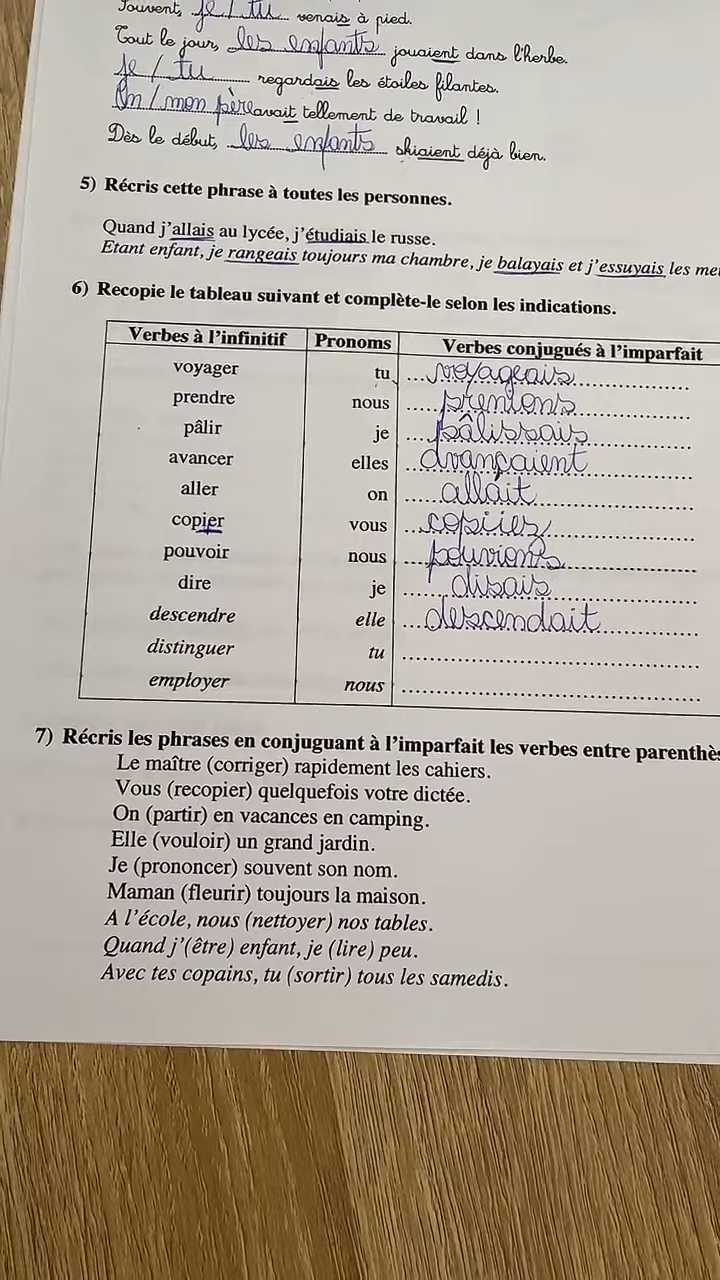 Souvent, je / tu venais à pied.
Tout le jour, les enfants jouaient dans l'herbe.
je / tu regardais les étoiles filantes.
On / mon père avait tellement de travail !
Dès le début, les enfants skiaient déjà bien.
5) Récris cette phrase à toutes les personnes.
Quand j'allais au lycée, j'étudiais le russe.
Etant enfant, je rangeais toujours ma chambre, je balayais et j'essuyais les
6) Recopie le tableau suivant et complète-le selon les indications.
Verbes à l'infinitif Pronoms Verbes conjugués à l'imparfait
voyager tu ...voyageais...
prendre nous ...prenions...
pâlir je ...pâlissais...
avancer elles ...avançaient
aller on ...allait...
copier vous ...copiiez...
pouvoir nous ...pouvions...
dire je ...disais...
descendre elle ...descendait...
distinguer tu ...
employer nous ...
7) Récris les phrases en conjuguant à l'imparfait les verbes entre
Le maître (corriger) rapidement les cahiers.
Vous (recopier) quelquefois votre dictée.
On (partir) en vacances en camping.
Elle (vouloir) un grand jardin.
Je (prononcer) souvent son nom.
Maman (fleurir) toujours la maison.
A l'école, nous (nettoyer) nos tables.
Quand j'(être) enfant, je (lire) peu.
Avec tes copains, tu (sortir) tous les samedis.